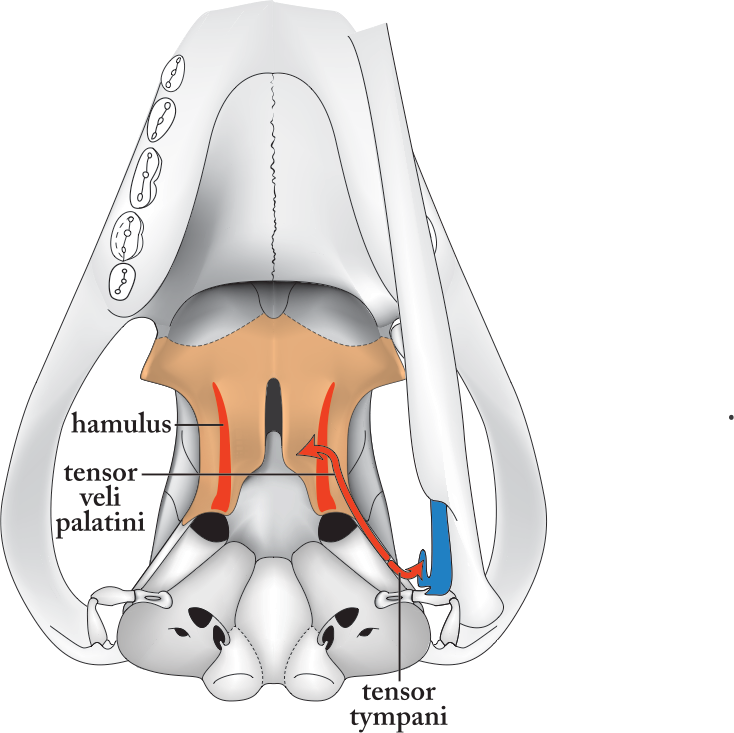 hamulus
tensor
veli
palatini
tensor
tympani